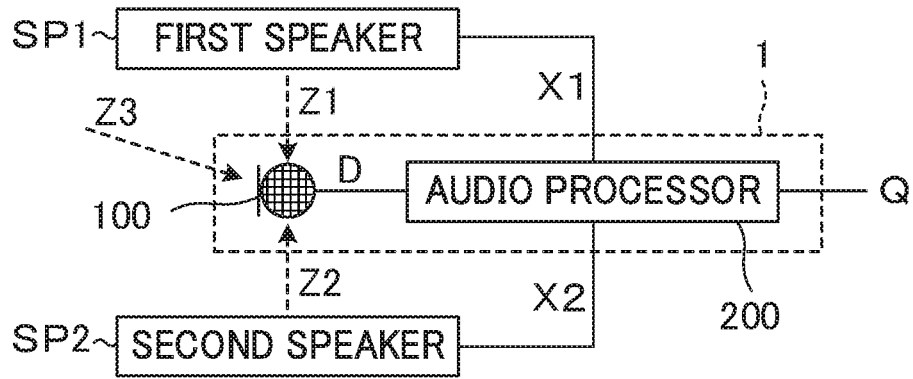 SP1 FIRST SPEAKER
1
X1
Z1
Z3
D
AUDIO PROCESSOR
Q
100
Z2
X2
200
SP2 SECOND SPEAKER